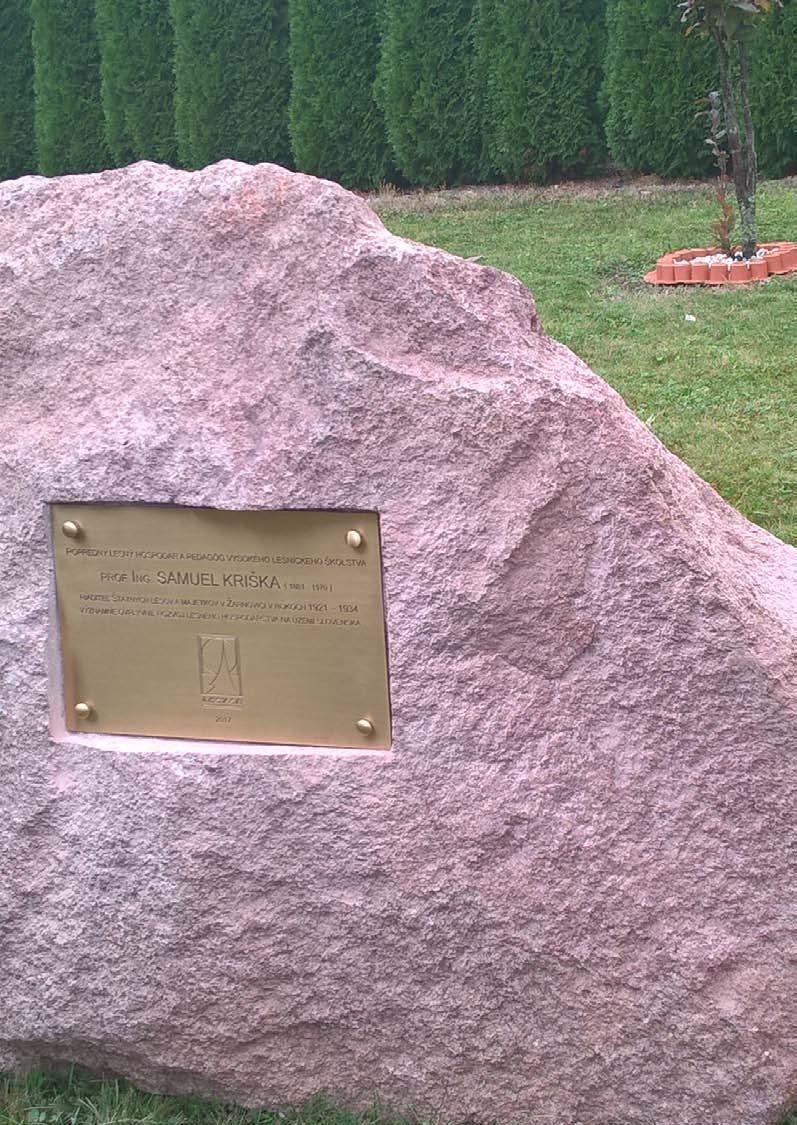 POPREDNÝ LESNÝ HOSPODÁR A PEDAGÓG VYSOKÉHO LESNÍCKEHO ŠKOLSTVA
PROF. ING. SAMUEL KRIŠKA
RIADITEĽ ŠTÁTNYCH LESOV A MAJETKOV V ŽARNOVICI V ROKOCH 1921 - 1934
VÝZNAMNE OVPLYVNIL ROZVOJ LESNÉHO HOSPODÁRSTVA NA ÚZEMÍ SLOVENSKA
2017